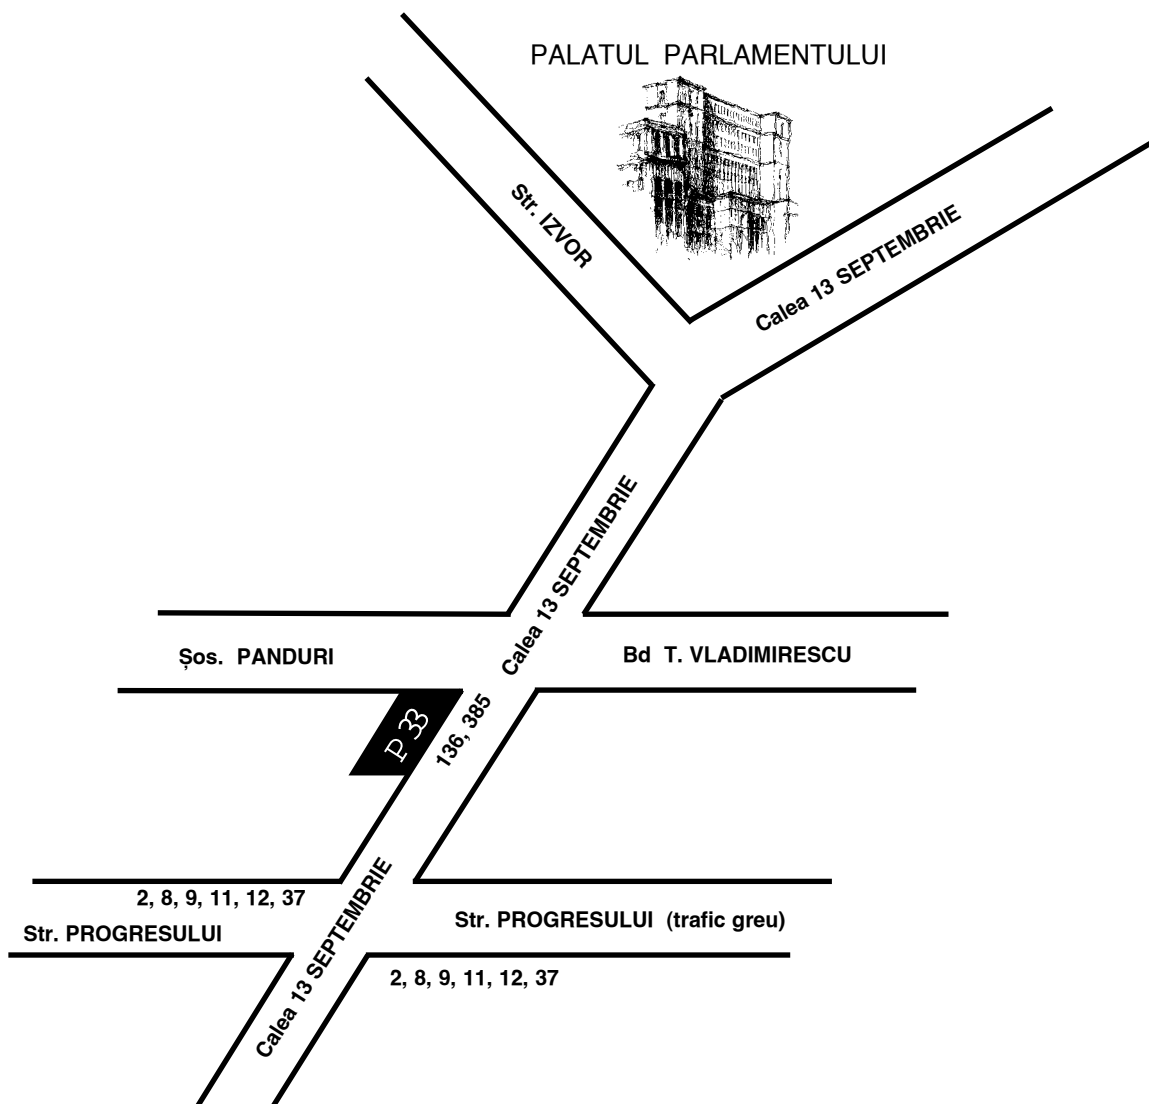 PALATUL PARLAMENTULUI
Str. IZVOR
Calea 13 SEPTEMBRIE
Calea 13 SEPTEMBRIE
Șos. PANDURI
Bd T. VLADIMIRESCU
P 33
136, 385
2, 8, 9, 11, 12, 37
Str. PROGRESULUI
Str. PROGRESULUI (trafic greu)
Calea 13 SEPTEMBRIE
2, 8, 9, 11, 12, 37